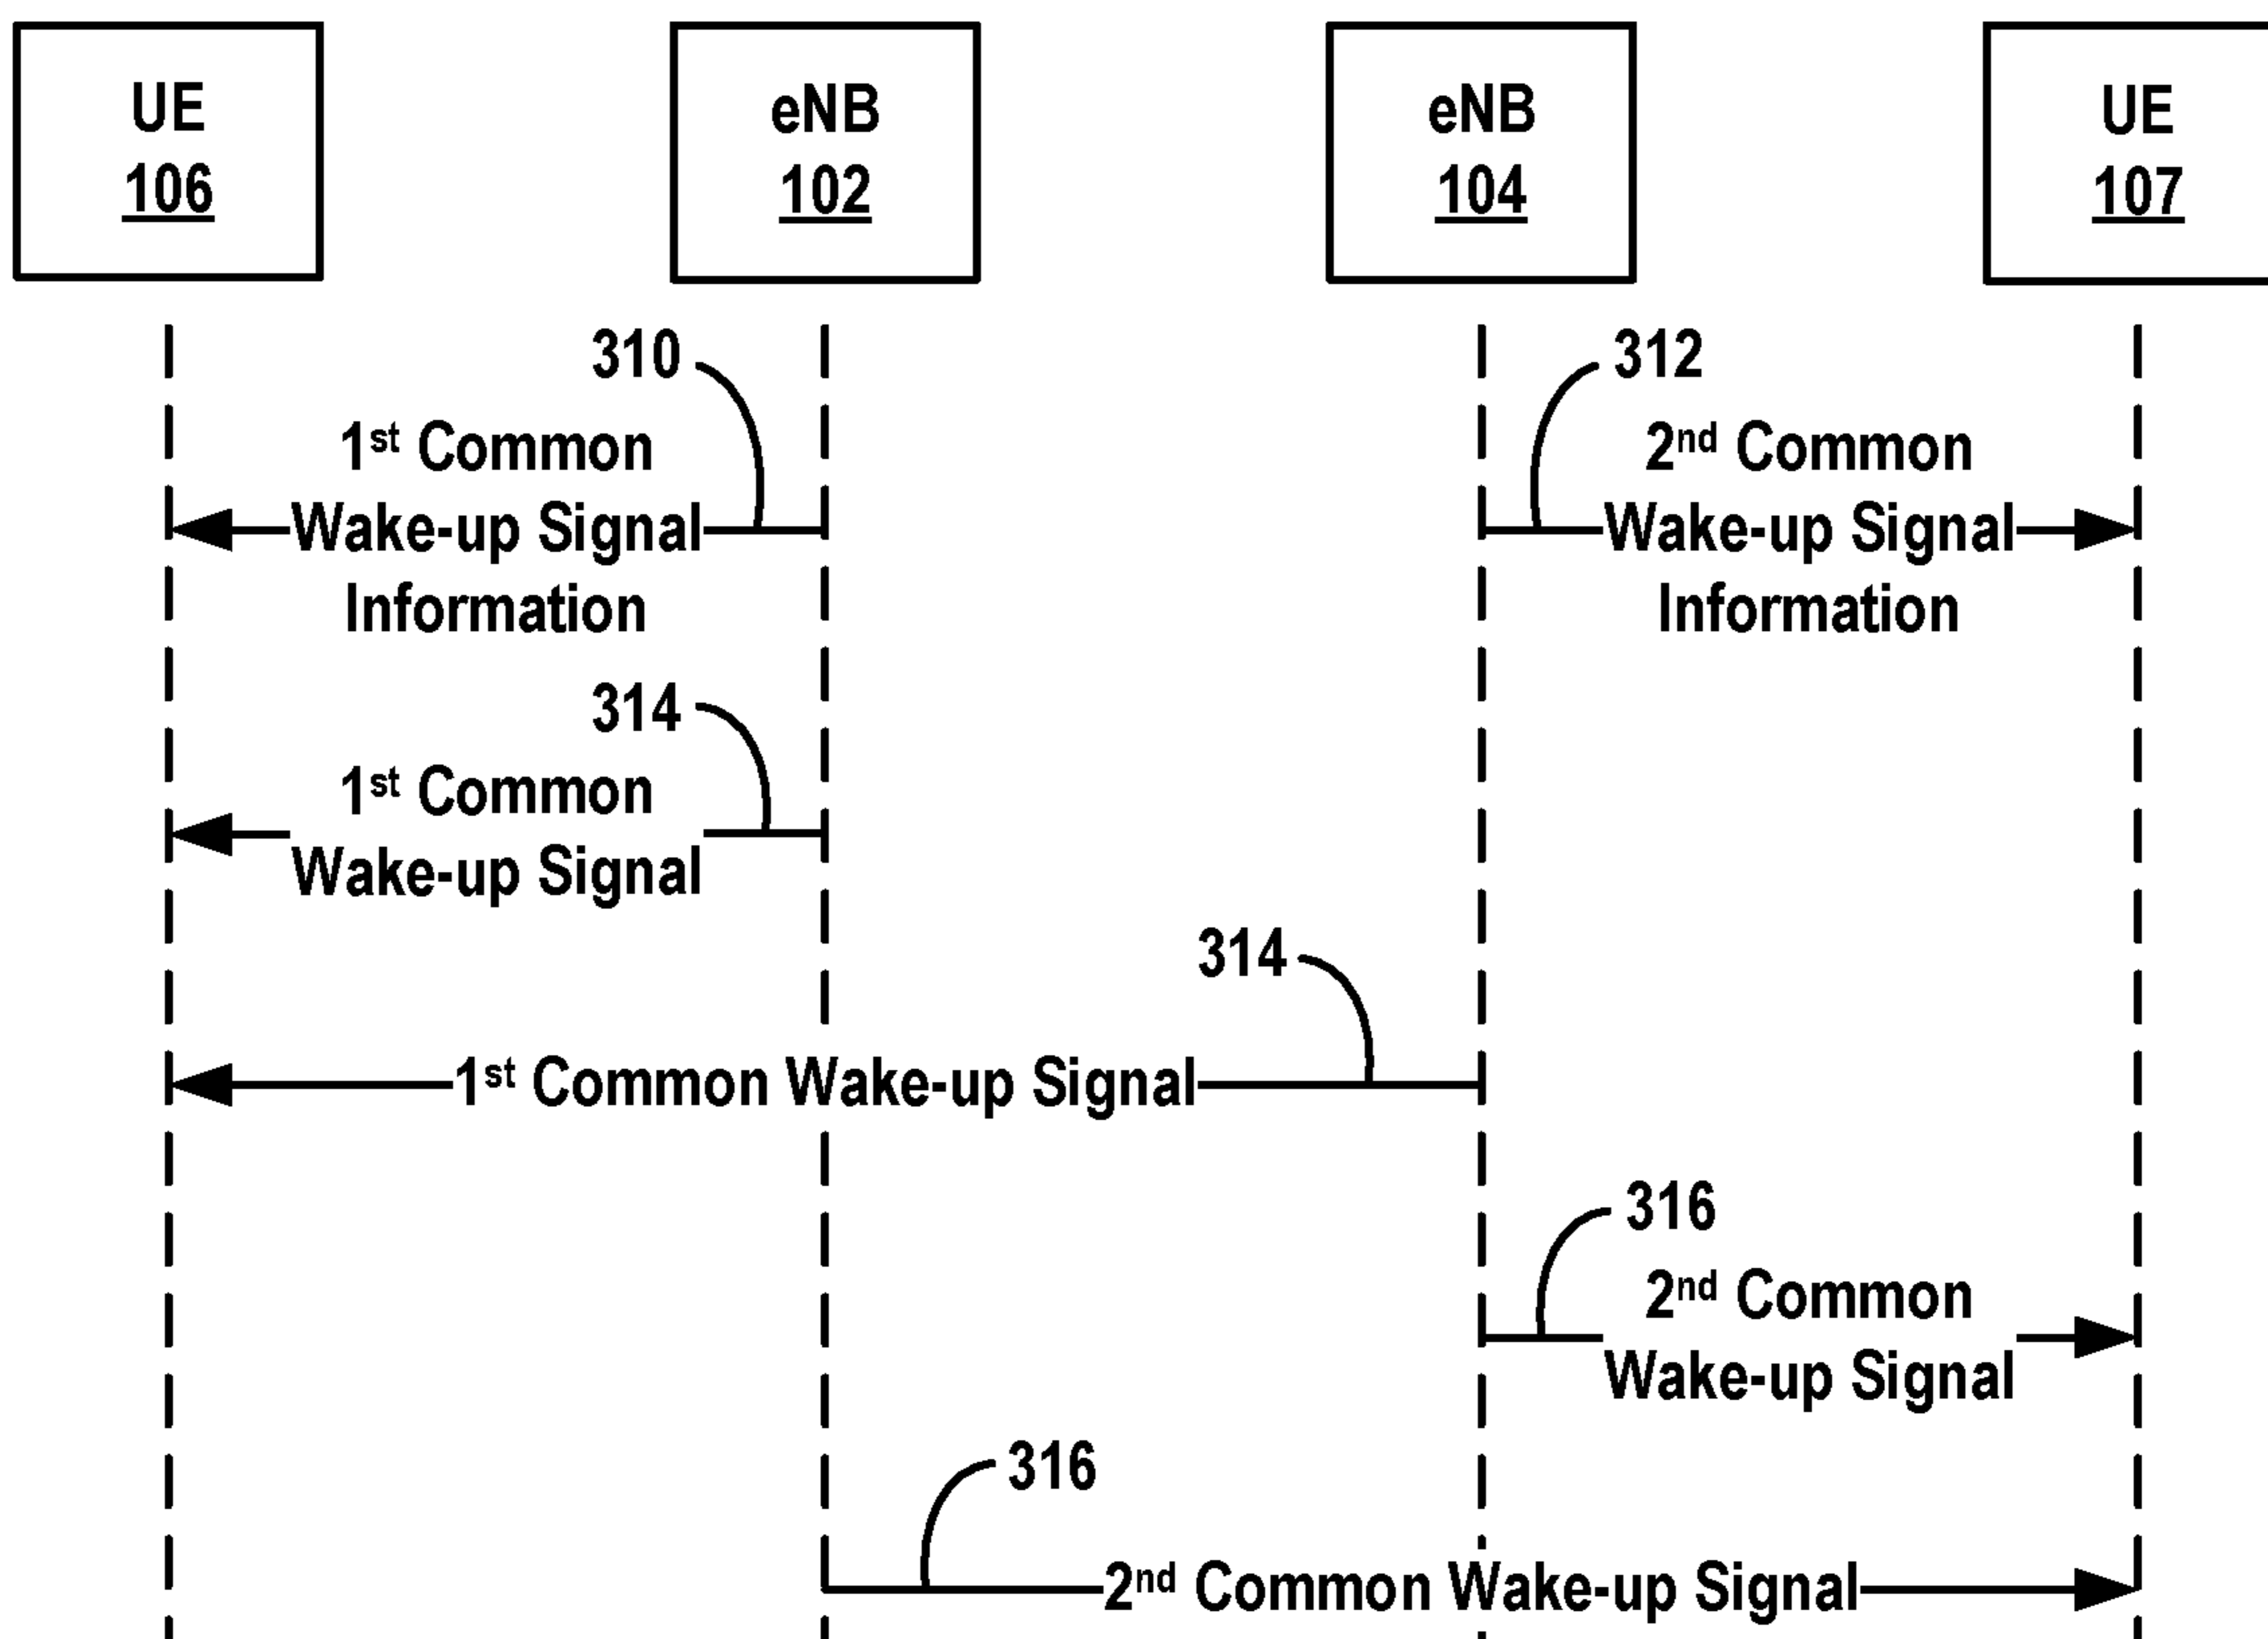 UE
106
eNB
102
eNB
104
UE
107
310
1st Common
Wake-up Signal
Information
312
2nd Common
Wake-up Signal
Information
314
1st Common
Wake-up Signal
314
1st Common Wake-up Signal
316
2nd Common
Wake-up Signal
316
2nd Common Wake-up Signal